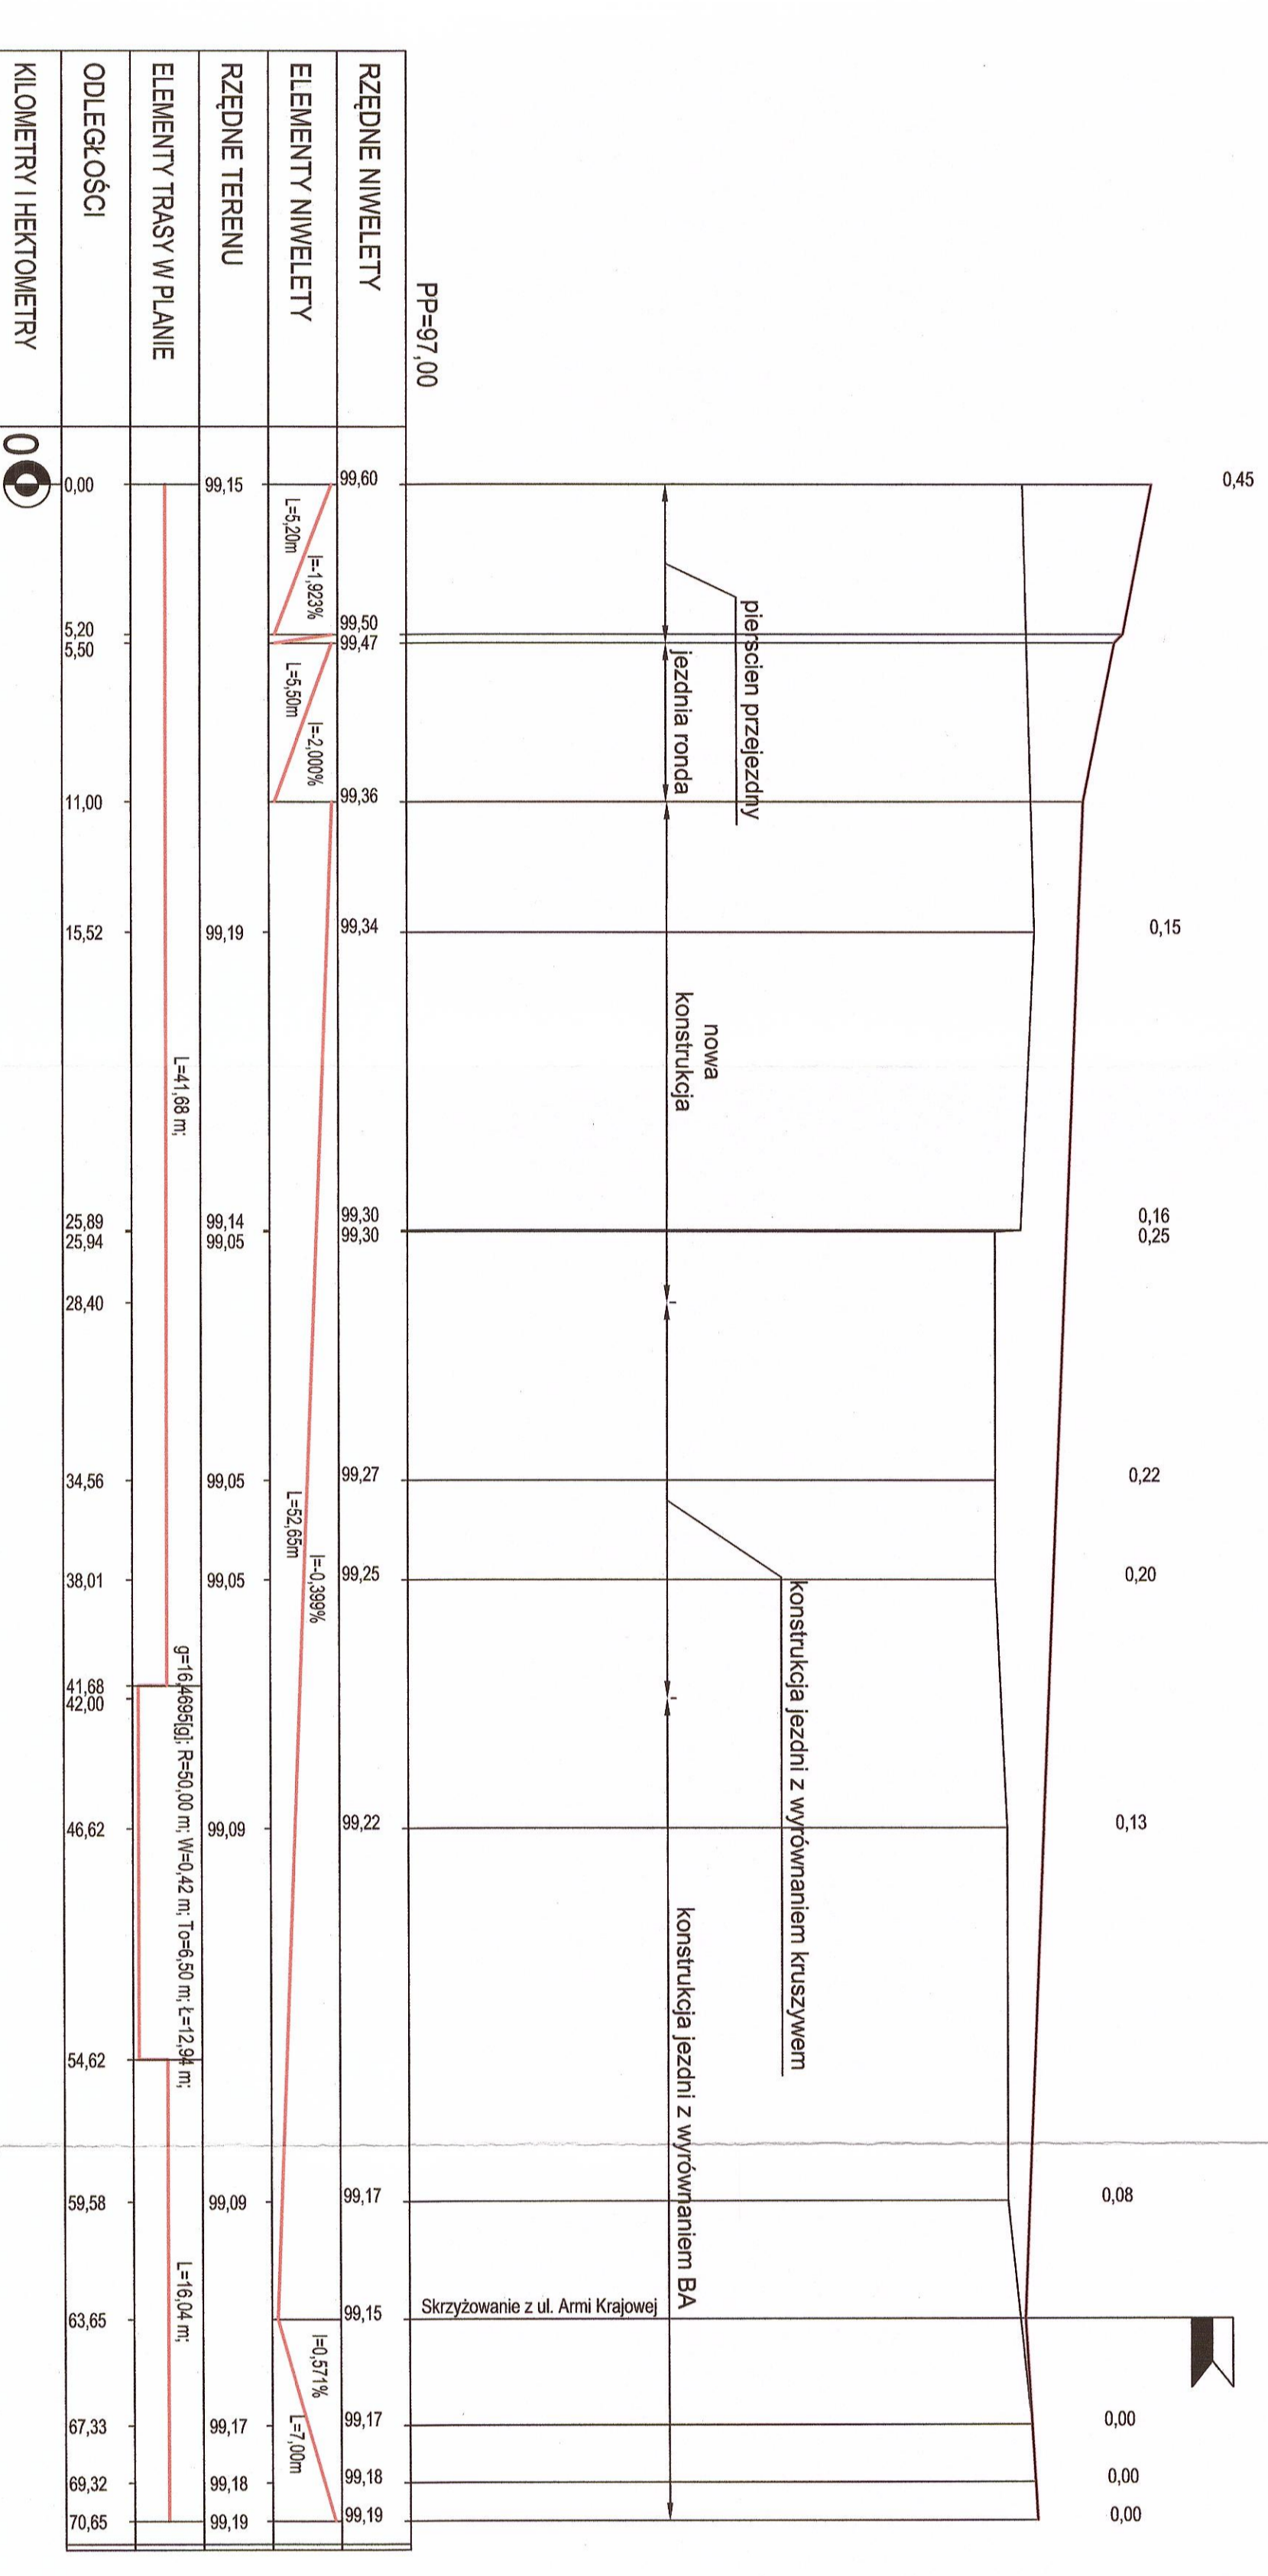 0,45
0,15
0,16
0,25
0,22
0,20
0,13
0,08
0,00
0,00
0,00
pierscien przejezdny
jezdnia ronda
nowa
konstrukcja
konstrukcja jezdni z wyrównaniem kruszywem
konstrukcja jezdni z wyrównaniem BA
Skrzyżowanie z ul. Armi Krajowej
PP=97,00
RZĘDNE NIWELETY
99,60
99,50
99,47
99,36
99,34
99,30
99,30
99,27
99,25
99,22
99,17
99,15
99,17
99,18
99,19
ELEMENTY NIWELETY
I=-1,923%
L=5,20m
I=-2,000%
L=5,50m
I=-0,399%
L=52,65m
I=0,571%
L=7,00m
RZĘDNE TERENU
99,15
99,19
99,14
99,05
99,05
99,05
99,09
99,09
99,17
99,18
99,19
ELEMENTY TRASY W PLANIE
L=41,68 m;
g=16,4695[g]; R=50,00 m; W=0,42 m; To=6,50 m; Ł=12,94 m;
L=16,04 m;
ODLEGŁOŚCI
0,00
5,20
5,50
11,00
15,52
25,89
25,94
28,40
34,56
38,01
41,68
42,00
46,62
54,62
59,58
63,65
67,33
69,32
70,65
KILOMETRY I HEKTOMETRY
0